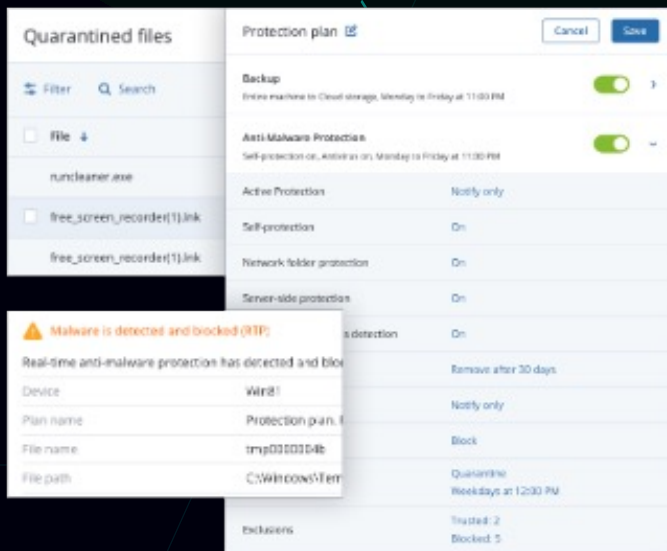 Quarantined files
Filter
Search
File
runcleaner.exe
free_screen_recorder(1).lnk
free_screen_recorder(1).lnk
Protection plan
Cancel
Save
Backup
Entire machine to Cloud storage, Monday to Friday at 11:00 PM
Anti-Malware Protection
Self-protection on, Antivirus on, Monday to Friday at 11:00 PM
Active Protection
Notify only
Self-protection
On
Network folder protection
On
Server-side protection
On
detection
On
Remove after 30 days
Notify only
Block
Quarantine
Weekdays at 12:00 PM
Exclusions
Trusted: 2
Blocked: 5
Malware is detected and blocked (RTP)
Real-time anti-malware protection has detected and bloc
Device
Win81
Plan name
Protection plan.
File name
File path
C:\Windows\Tem